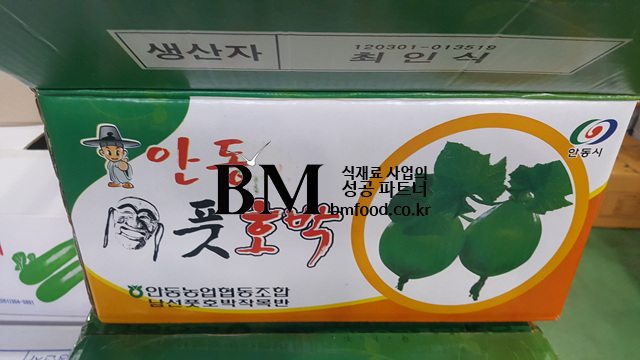 생산자
120301-013519
최인식
안동
풋호박
안동시
BM
식재료 사업의
성공 파트너
bmfood.co.kr
안동농업협동조합
남선풋호박작목반